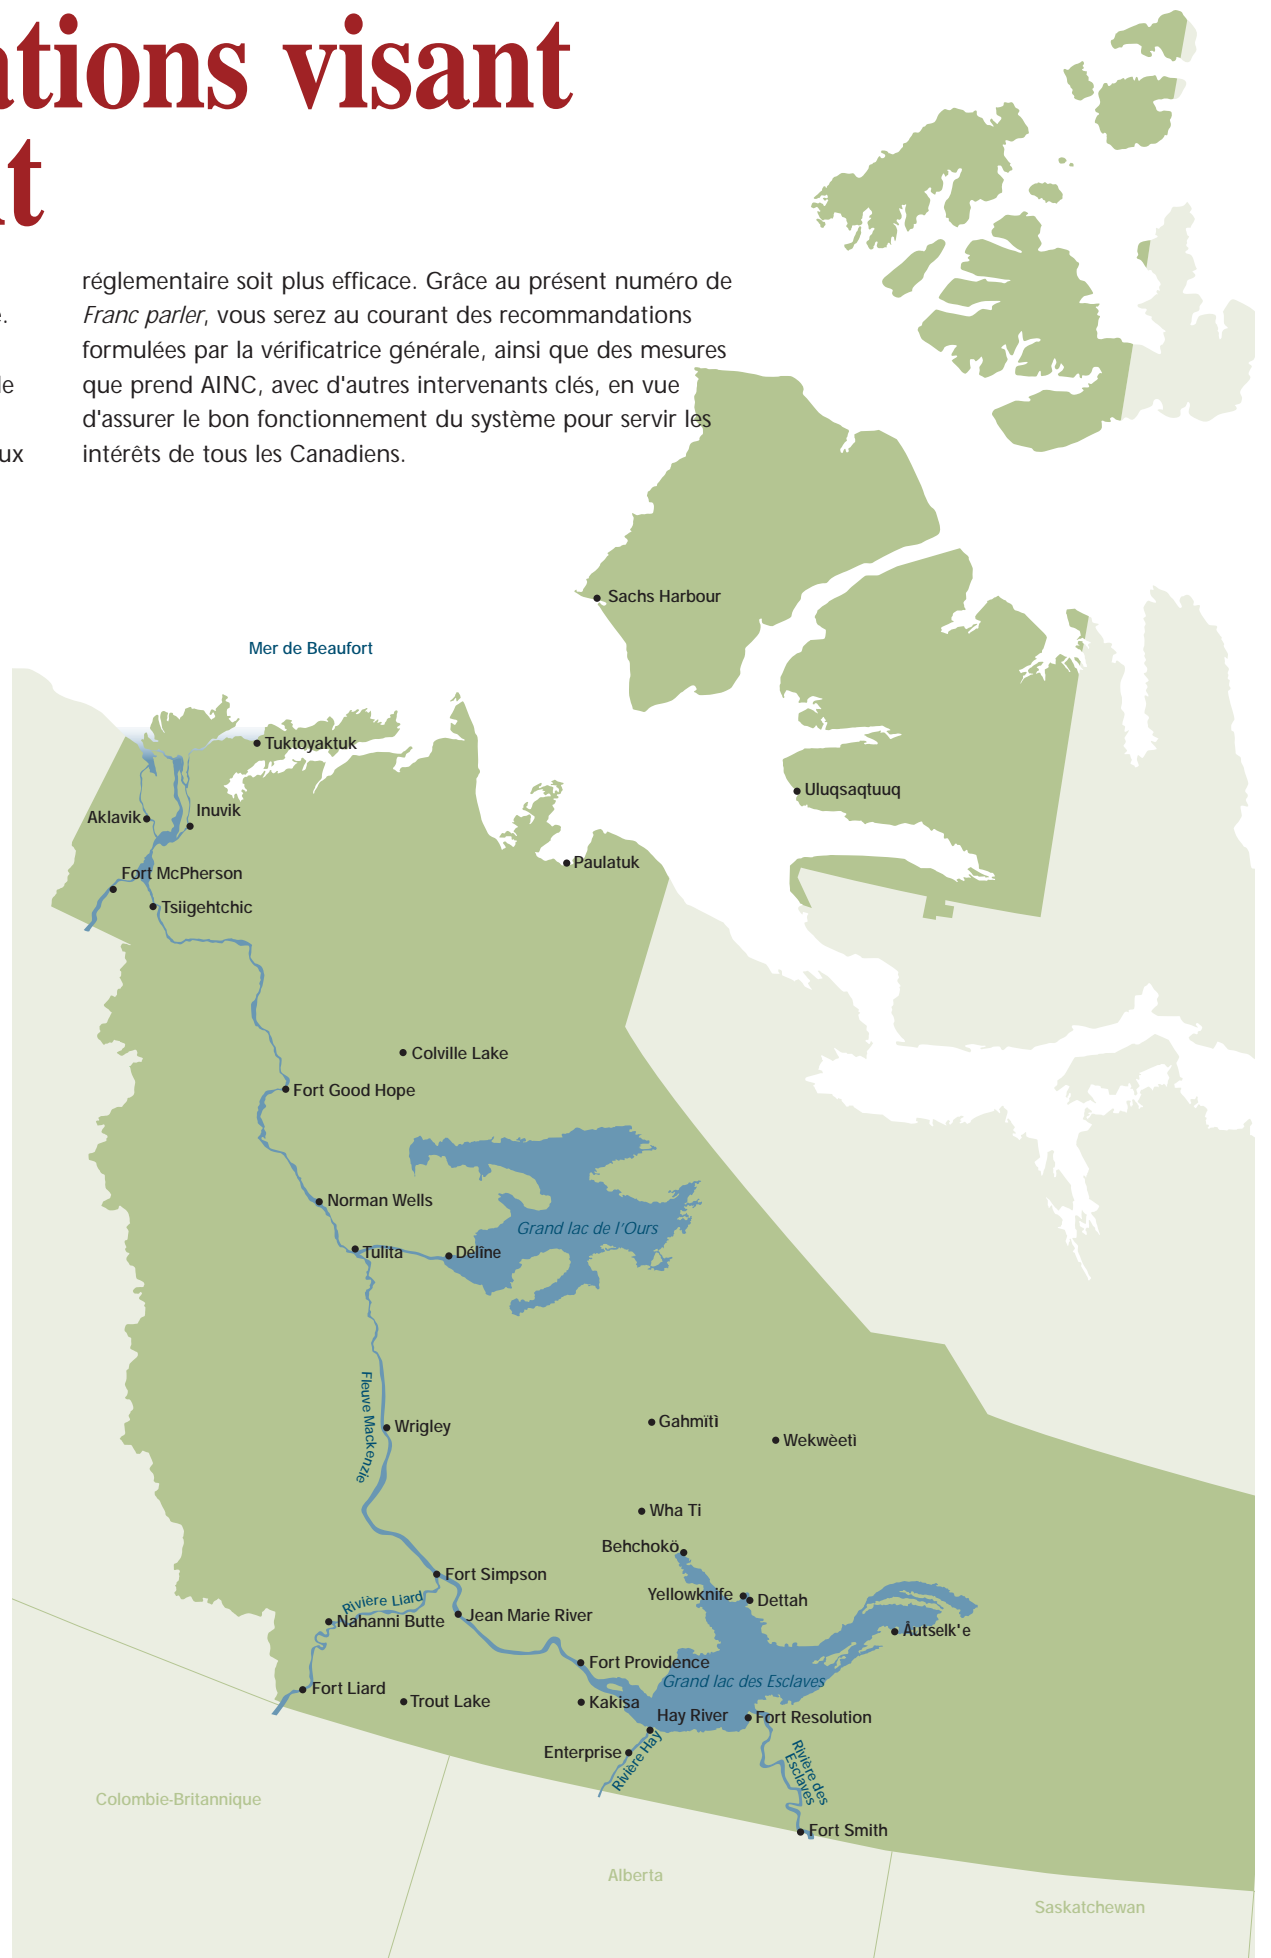 ations visant
t
réglementaire soit plus efficace. Grâce au présent numéro de
Franc parler, vous serez au courant des recommandations
formulées par la vérificatrice générale, ainsi que des mesures
que prend AINC, avec d'autres intervenants clés, en vue
d'assurer le bon fonctionnement du système pour servir les
intérêts de tous les Canadiens.
e.
le
ux
Sachs Harbour
Mer de Beaufort
Tuktoyaktuk
Uluqsaqtuuq
Inuvik
Aklavik
Paulatuk
Fort McPherson
Tsiigehtchic
Colville Lake
Fort Good Hope
Norman Wells
Grand lac de l'Ours
Tulita
Délîne
Fleuve Mackenzie
Wrigley
Gahmïtì
Wekwèetì
Wha Ti
Behchokö
Fort Simpson
Yellowknife
Dettah
Rivière Liard
Jean Marie River
Nahanni Butte
Åutselk'e
Fort Providence
Grand lac des Esclaves
Fort Liard
Trout Lake
Kakisa
Hay River
Fort Resolution
Enterprise
Rivière Hay
Rivière des
Esclaves
Colombie-Britannique
Fort Smith
Alberta
Saskatchewan